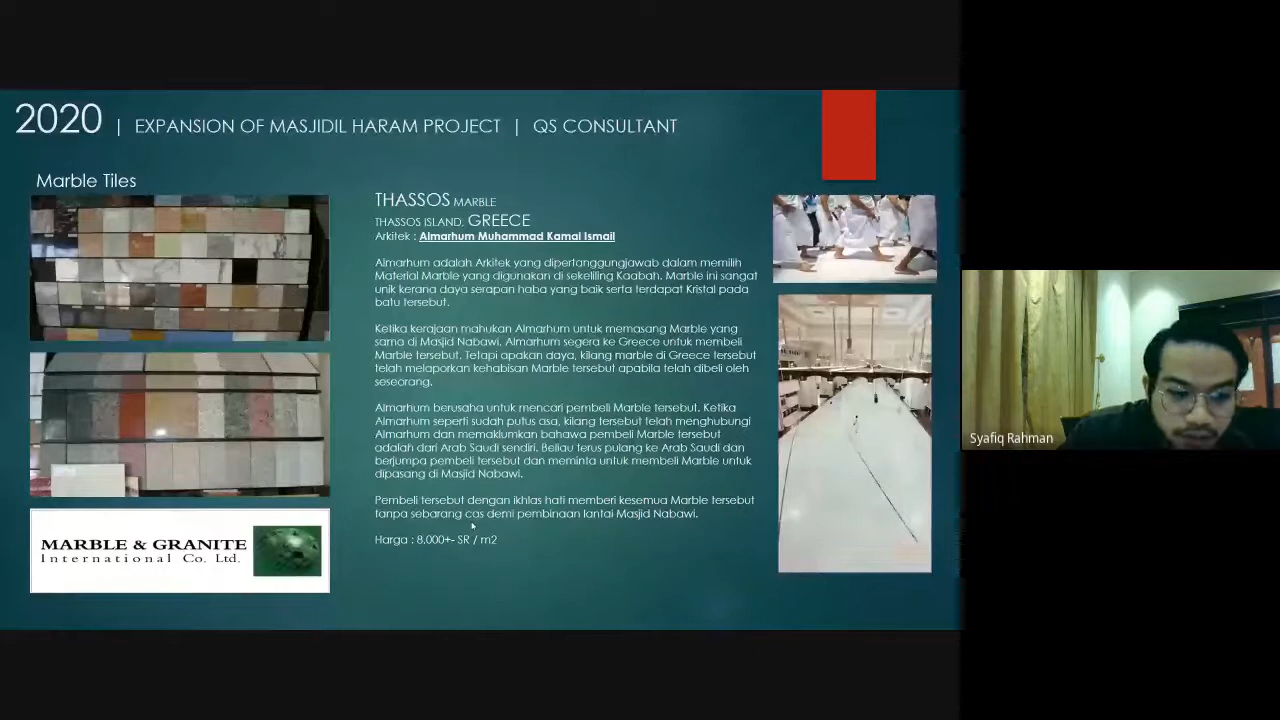 2020 | EXPANSION OF MASJIDIL HARAM PROJECT | QS CONSULTANT
Marble Tiles
THASSOS MARBLE
THASSOS ISLAND, GREECE
Arkitek : Almarhum Muhammad Kamal Ismail
Almarhum adalah Arkitek yang dipertanggungjawab dalam memilih
Material Marble yang digunakan di sekeliling Kaabah. Marble ini sangat
unik kerana daya serapan haba yang baik serta terdapat Kristal pada
batu tersebut.
Ketika kerajaan mahukan Almarhum untuk memasang Marble yang
sama di Masjid Nabawi. Almarhum segera ke Greece untuk membeli
Marble tersebut. Tetapi apakan daya, kilang marble di Greece tersebut
telah melaporkan kehabisan Marble tersebut apabila telah dibeli oleh
seseorang.
Almarhum berusaha untuk mencari pembeli Marble tersebut. Ketika
Almarhum seperti sudah putus asa, kilang tersebut telah menghubungi
Almarhum dan memaklumkan bahawa pembeli Marble tersebut
adalah dari Arab Saudi sendiri. Beliau terus pulang ke Arab Saudi dan
berjumpa pembeli tersebut dan meminta untuk membeli Marble untuk
dipasang di Masjid Nabawi.
Pembeli tersebut dengan ikhlas hati memberi kesemua Marble tersebut
tanpa sebarang cas demi pembinaan lantai Masjid Nabawi.
Harga : 8,000+- SR / m2
MARBLE & GRANITE
International Co. Ltd.
Syafiq Rahman